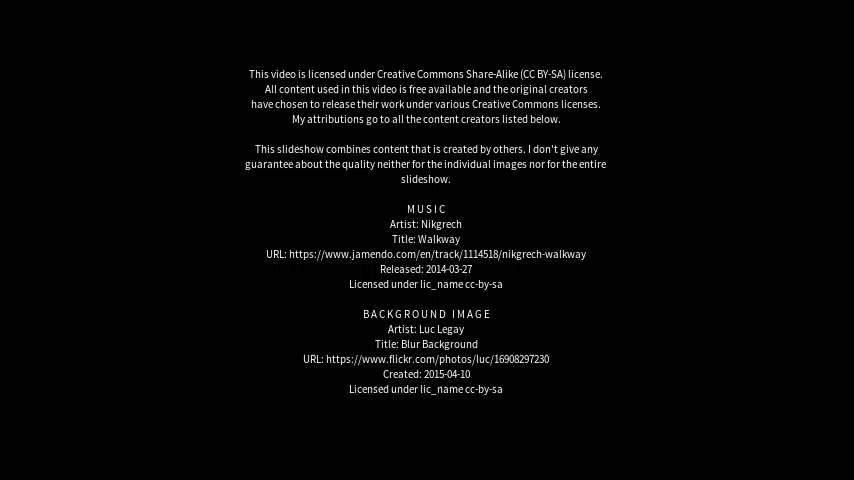 This video is licensed under Creative Commons Share-Alike (CC BY-SA) license.
All content used in this video is free available and the original creators
have chosen to release their work under various Creative Commons licenses.
My attributions go to all the content creators listed below.
This slideshow combines content that is created by others. I don't give any
guarantee about the quality neither for the individual images nor for the entire
slideshow.
MUSIC
Artist: Nikgrech
Title: Walkway
URL: https://www.jamendo.com/en/track/1114518/nikgrech-walkway
Released: 2014-03-27
Licensed under lic_name cc-by-sa
BACKGROUND IMAGE
Artist: Luc Legay
Title: Blur Background
URL: https://www.flickr.com/photos/luc/16908297230
Created: 2015-04-10
Licensed under lic_name cc-by-sa